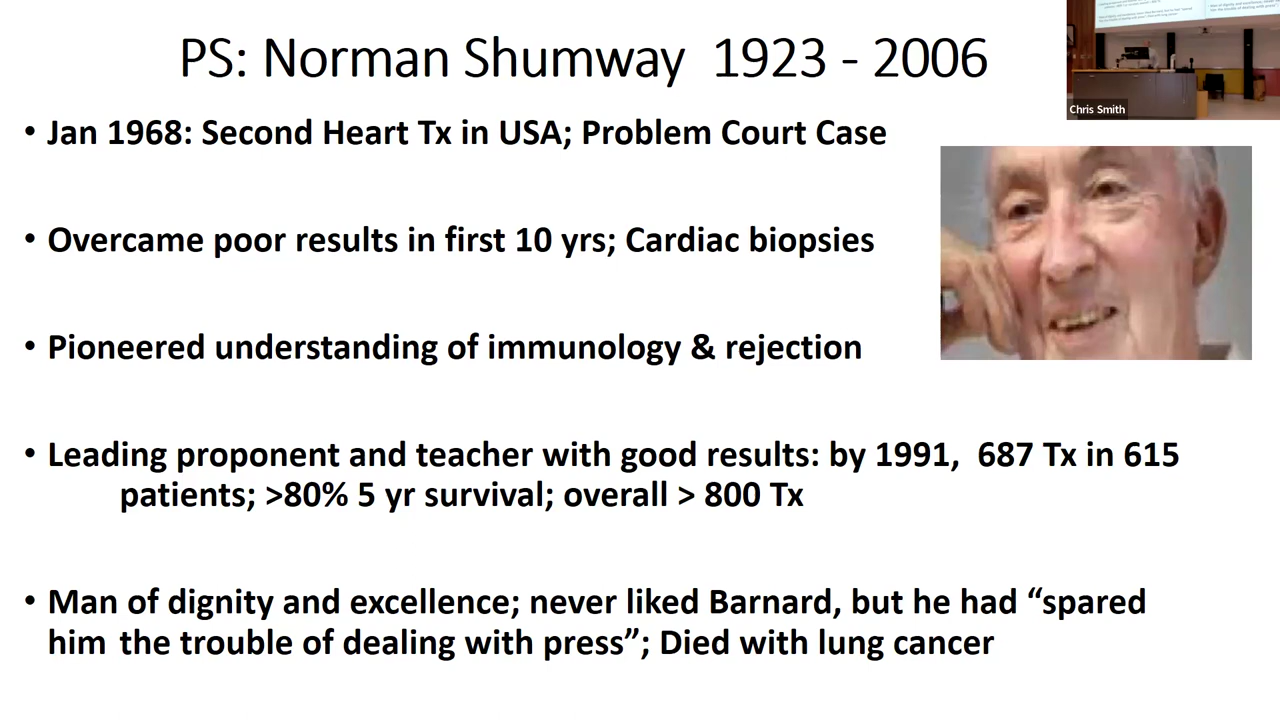 PS: Norman Shumway 1923 - 2006
Chris Smith
• Jan 1968: Second Heart Tx in USA; Problem Court Case
• Overcame poor results in first 10 yrs; Cardiac biopsies
• Pioneered understanding of immunology & rejection
• Leading proponent and teacher with good results: by 1991, 687 Tx in 615
patients; >80% 5 yr survival; overall > 800 Tx
• Man of dignity and excellence; never liked Barnard, but he had “spared
him the trouble of dealing with press”; Died with lung cancer